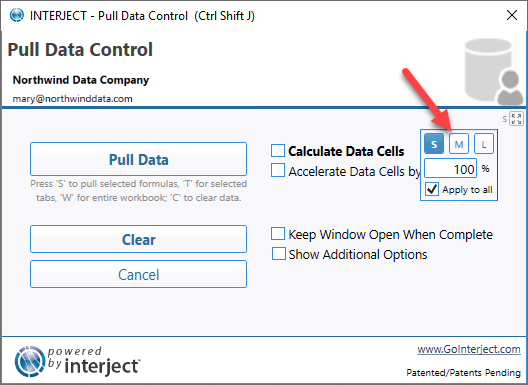 INTERJECT - Pull Data Control (Ctrl Shift J)
Pull Data Control
Northwind Data Company
mary@northwinddata.com
S
S M L
Pull Data
Calculate Data Cells
Accelerate Data Cells by
100 %
Apply to all
Press 'S' to pull selected formulas, 'T' for selected
tabs, 'W' for entire workbook; 'C' to clear data.
Clear
Keep Window Open When Complete
Cancel
Show Additional Options
powered
by interject
www.GoInterject.com
Patented/Patents Pending